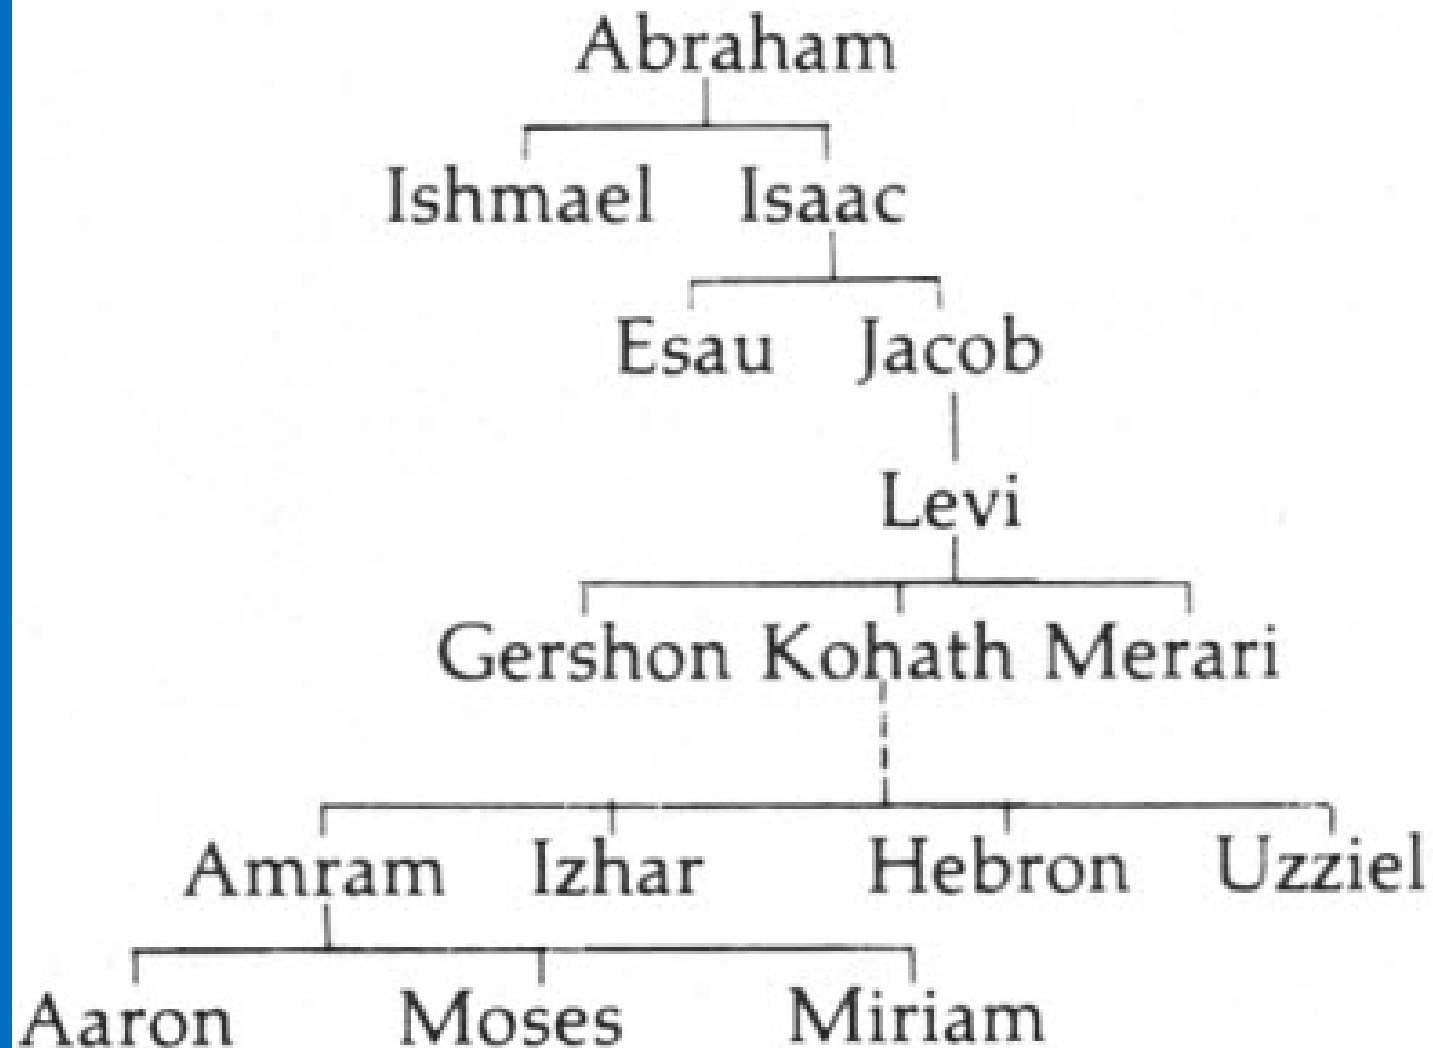 Abraham
Ishmael Isaac
Esau Jacob
Levi
Gershon Kohath Merari
Amram Izhar Hebron Uzziel
Aaron Moses Miriam